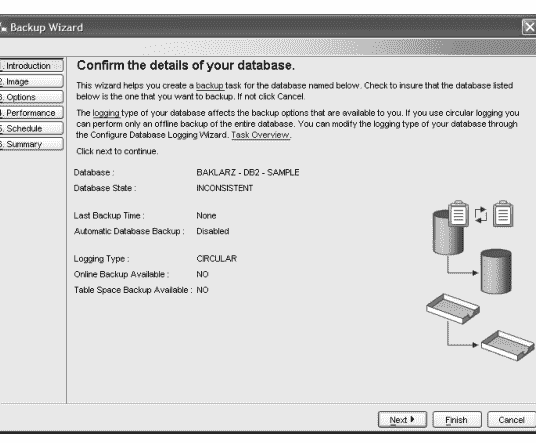 Backup Wizard
1. Introduction
2. Image
3. Options
4. Performance
5. Schedule
6. Summary
Confirm the details of your database.
This wizard helps you create a backup task for the database named below. Check to insure that the database listed
below is the one that you want to backup. If not click Cancel.
The logging type of your database affects the backup options that are available to you. If you use circular logging you
can perform only an offline backup of the entire database. You can modify the logging type of your database through
the Configure Database Logging Wizard. Task Overview.
Click next to continue.
Database : BAKLARZ - DB2 - SAMPLE
Database State : INCONSISTENT
Last Backup Time : None
Automatic Database Backup : Disabled
Logging Type : CIRCULAR
Online Backup Available : NO
Table Space Backup Available : NO
Next Finish Cancel